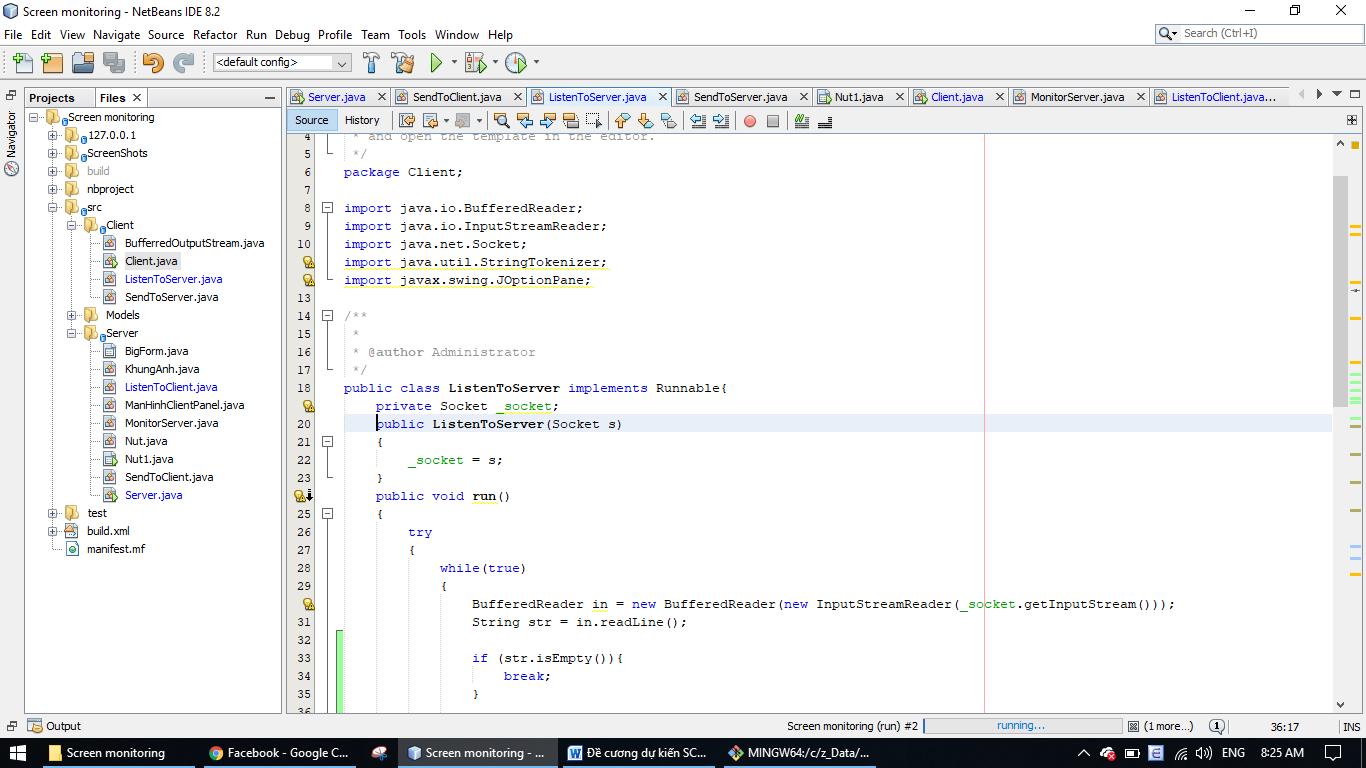 Screen monitoring - NetBeans IDE 8.2
File Edit View Navigate Source Refactor Run Debug Profile Team Tools Window Help
Search (Ctrl+I)
<default config>
Projects Files
Server.java SendToClient.java ListenToServer.java SendToServer.java Nut1.java Client.java MonitorServer.java ListenToClient.java...
Source History
Navigator
Screen monitoring
127.0.0.1
ScreenShots
build
nbproject
src
Client
BufferredOutputStream.java
Client.java
ListenToServer.java
SendToServer.java
Models
Server
BigForm.java
KhungAnh.java
ListenToClient.java
ManHinhClientPanel.java
MonitorServer.java
Nut.java
Nut1.java
SendToClient.java
Server.java
test
build.xml
manifest.mf
4 * and open the template in the editor.
5 */
6 package Client;
7
8 import java.io.BufferedReader;
9 import java.io.InputStreamReader;
10 import java.net.Socket;
import java.util.StringTokenizer;
import javax.swing.JOptionPane;
13
14 /**
15 *
16 * @author Administrator
17 */
18 public class ListenToServer implements Runnable{
private Socket _socket;
20 public ListenToServer(Socket s)
21 {
22 _socket = s;
23 }
public void run()
25 {
26 try
27 {
28 while(true)
29 {
BufferedReader in = new BufferedReader(new InputStreamReader(_socket.getInputStream()));
31 String str = in.readLine();
32
33 if (str.isEmpty()){
34 break;
35 }
36
Output
Screen monitoring (run) #2 running... (1 more...) 1 36:17 INS
Screen monitoring Facebook - Google C... Screen monitoring - ... Đề cương dự kiến SC... MINGW64:/c/z_Data/... ENG 8:25 AM